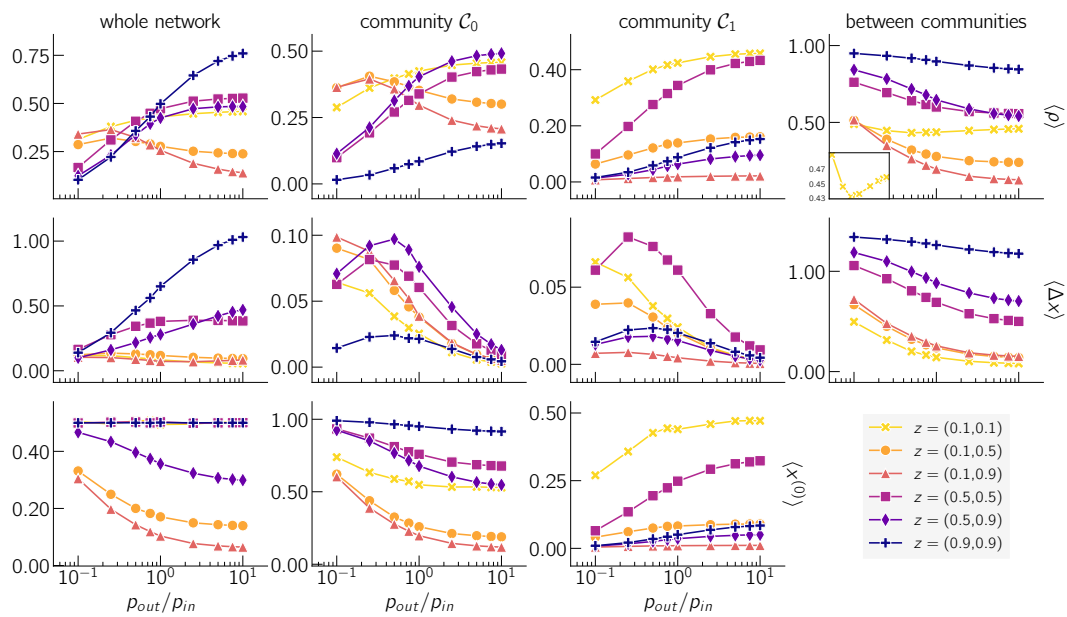 whole network
community C₀
community C₁
between communities
0.75
0.50
0.25
0.50
0.25
0.00
0.40
0.20
0.00
1.00
0.50
0.47
0.45
0.43
⟨ρ⟩
1.00
0.50
0.00
0.10
0.05
0.00
0.10
0.05
0.00
1.00
1.00
⟨Δx⟩
0.40
0.20
0.00
1.00
0.50
0.00
0.50
0.25
0.00
⟨x₍₀₎⟩
z = (0.1,0.1)
z = (0.1,0.5)
z = (0.1,0.9)
z = (0.5,0.5)
z = (0.5,0.9)
z = (0.9,0.9)
10⁻¹ 10⁰ 10¹
10⁻¹ 10⁰ 10¹
10⁻¹ 10⁰ 10¹
p_out/p_in
p_out/p_in
p_out/p_in